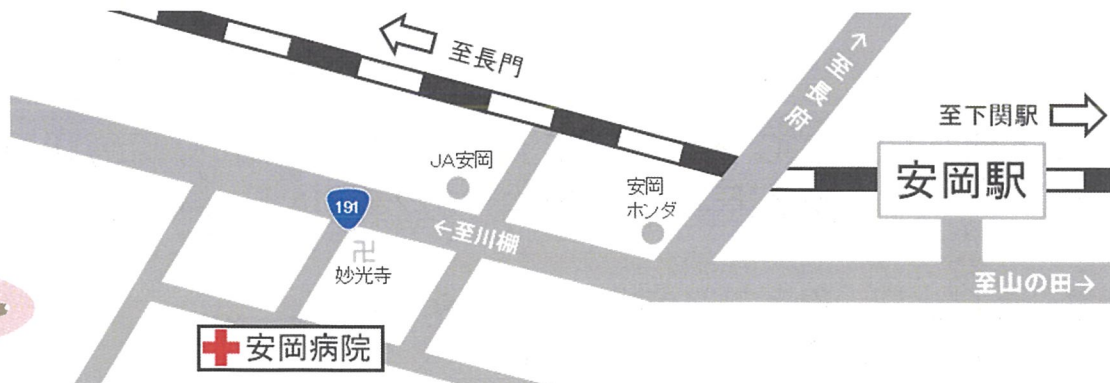 至長門
↑至長府
至下関駅
安岡駅
JA安岡
安岡
ホンダ
191
←至川棚
卍
妙光寺
至山の田→
安岡病院